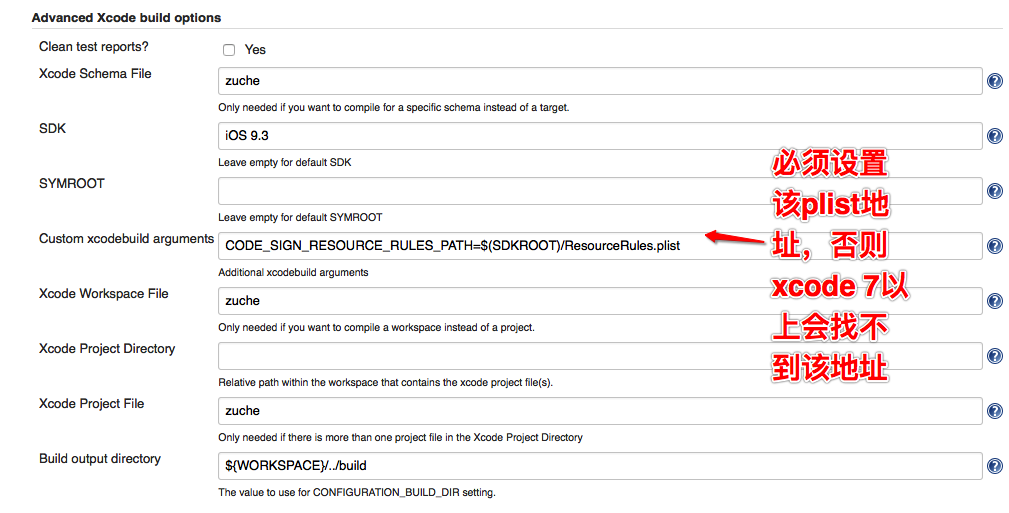 Advanced Xcode build options
Clean test reports?
Yes
Xcode Schema File
zuche
Only needed if you want to compile for a specific schema instead of a target.
SDK
iOS 9.3
Leave empty for default SDK
SYMROOT
Leave empty for default SYMROOT
Custom xcodebuild arguments
CODE_SIGN_RESOURCE_RULES_PATH=$(SDKROOT)/ResourceRules.plist
Additional xcodebuild arguments
Xcode Workspace File
zuche
Only needed if you want to compile a workspace instead of a project.
Xcode Project Directory
Relative path within the workspace that contains the xcode project file(s).
Xcode Project File
zuche
Only needed if there is more than one project file in the Xcode Project Directory
Build output directory
${WORKSPACE}/../build
The value to use for CONFIGURATION_BUILD_DIR setting.
必须设置
该plist地
址，否则
xcode 7以
上会找不
到该地址